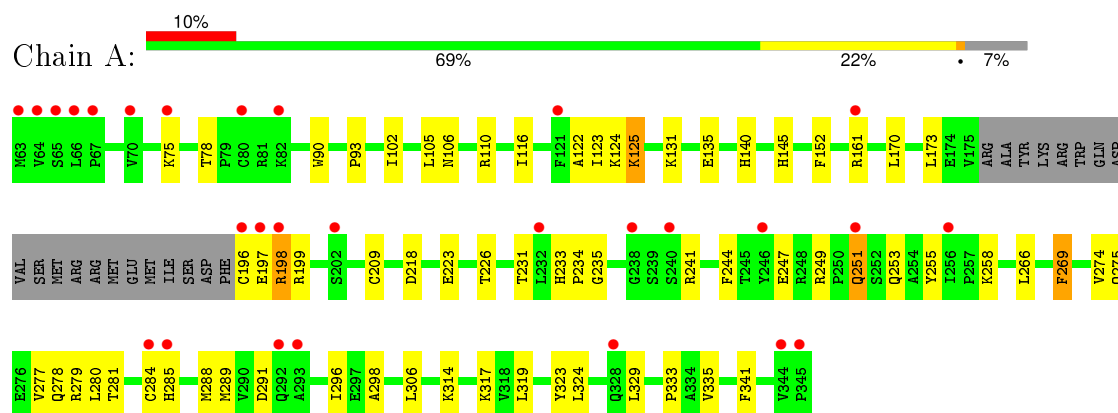 10%
Chain A:
69% 22% • 7%
M63 V64 S65 L66 P67 V70 K75 T78 P79 C80 R81 K82 W90 P93 I102 L105 N106 R110 I116 F121 A122 I123 K124 K125 K131 E135 H140 H145 F152 R161 L170 L173 E174 V175 ARG ALA TYR LYS ARG TRP GLN ASP
VAL SER MET ARG ARG MET GLU MET ILE SER ASP PHE C196 E197 R198 R199 S202 C209 D218 E223 T226 T231 L232 H233 P234 G235 G238 S239 S240 R241 F244 T245 Y246 E247 R248 R249 P250 Q251 S252 Q253 A254 Y255 I256 P257 K258 L266 F269 V274 Q275
E276 V277 Q278 R279 L280 T281 C284 H285 M288 M289 V290 D291 Q292 A293 I296 E297 A298 L306 K314 K317 V318 L319 Y323 L324 Q328 L329 P333 A334 V335 F341 V344 P345